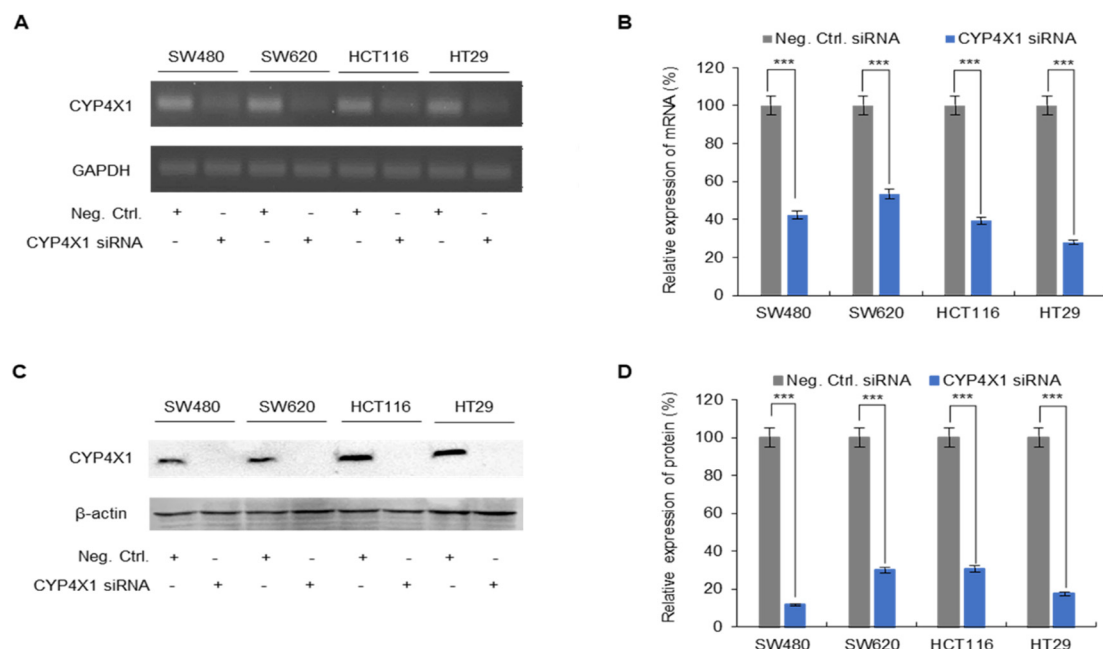 A
SW480 SW620 HCT116 HT29
CYP4X1
GAPDH
Neg. Ctrl. + - + - + - + -
CYP4X1 siRNA - + - + - + - +
B
Neg. Ctrl. siRNA CYP4X1 siRNA
*** *** *** ***
Relative expression of mRNA (%)
120
100
80
60
40
20
0
SW480 SW620 HCT116 HT29
C
SW480 SW620 HCT116 HT29
CYP4X1
β-actin
Neg. Ctrl. + - + - + - + -
CYP4X1 siRNA - + - + - + - +
D
Neg. Ctrl. siRNA CYP4X1 siRNA
*** *** *** ***
Relative expression of protein (%)
120
100
80
60
40
20
0
SW480 SW620 HCT116 HT29